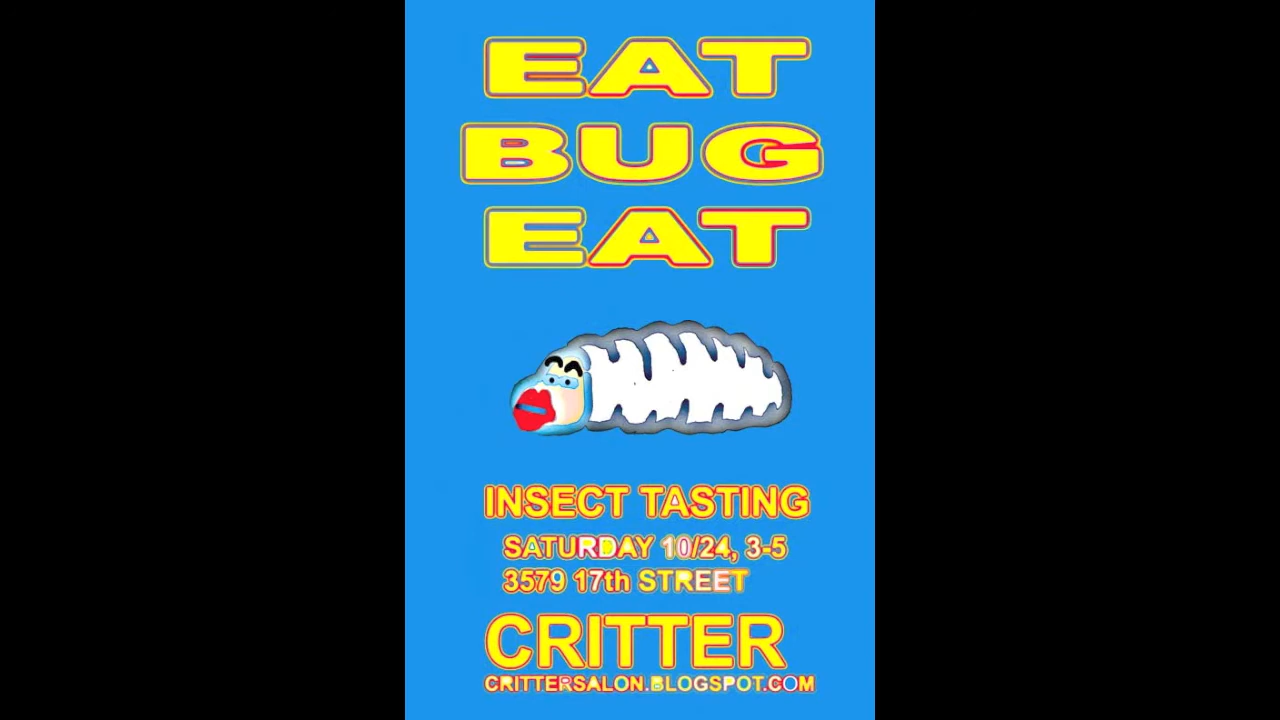 EAT
BUG
EAT
INSECT TASTING
SATURDAY 10/24, 3-5
3579 17th STREET
CRITTER
CRITTERSALON.BLOGSPOT.COM